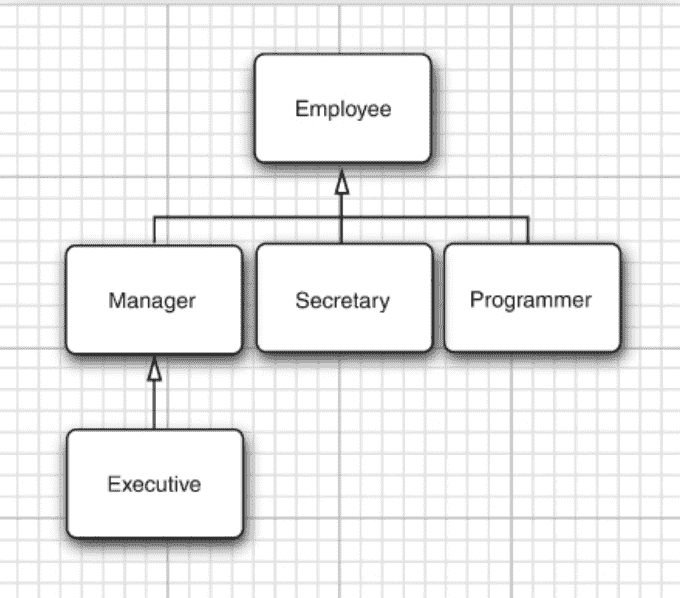 Employee
Manager
Secretary
Programmer
Executive